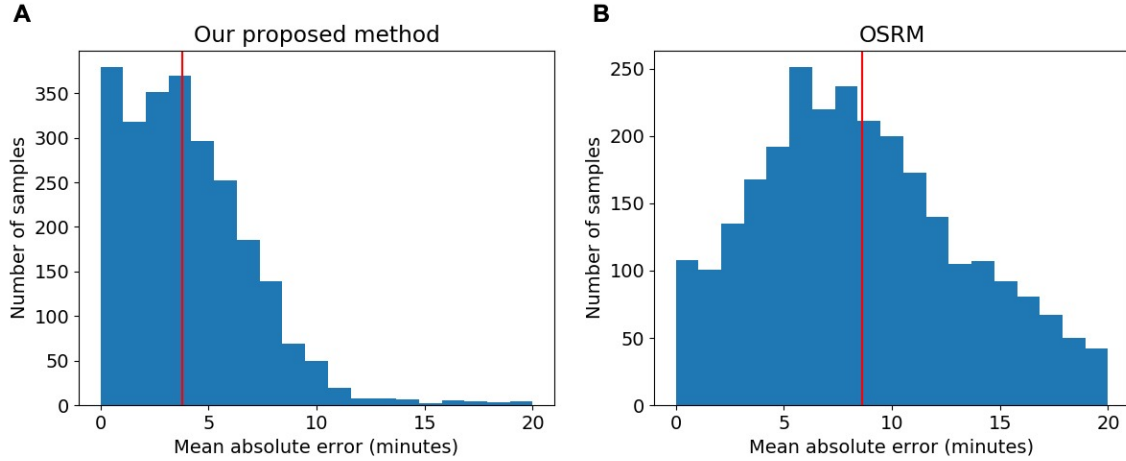 A
Our proposed method
Number of samples
350
300
250
200
150
100
50
0
0 5 10 15 20
Mean absolute error (minutes)
B
OSRM
Number of samples
250
200
150
100
50
0
0 5 10 15 20
Mean absolute error (minutes)